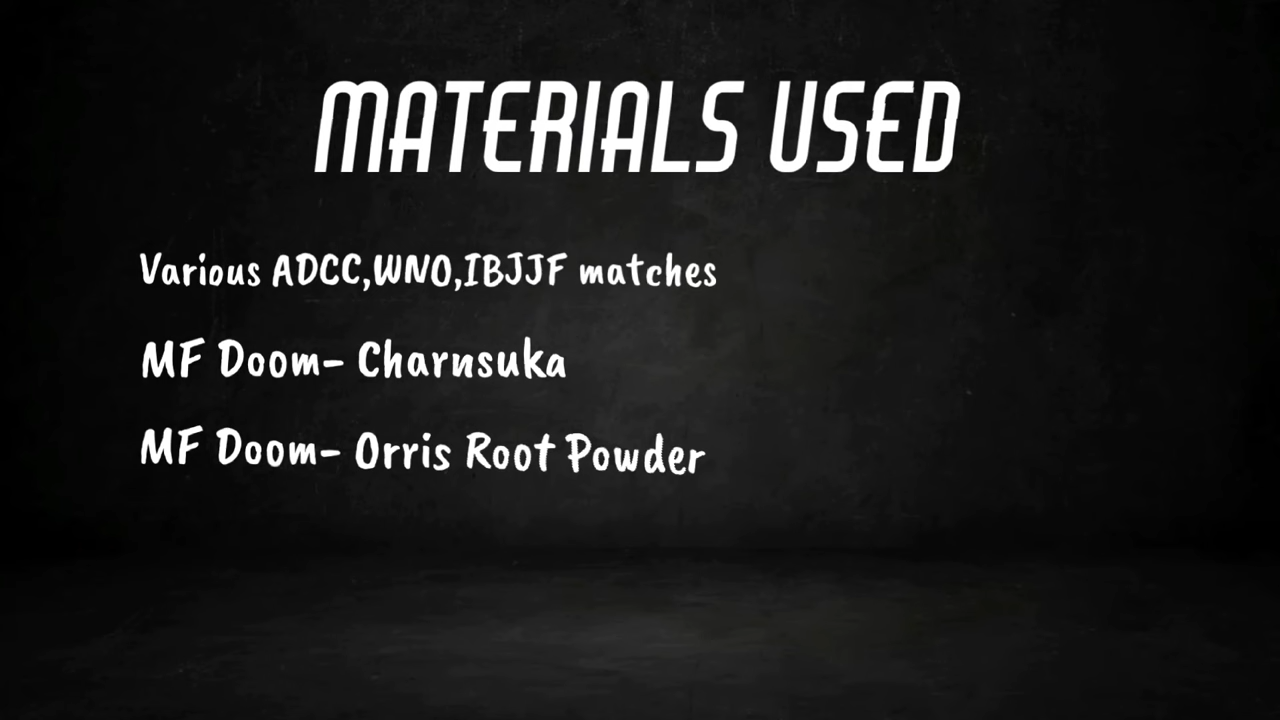 MATERIALS USED
Various ADCC,WNO,IBJJF matches
MF Doom- Charnsuka
MF Doom- Orris Root Powder